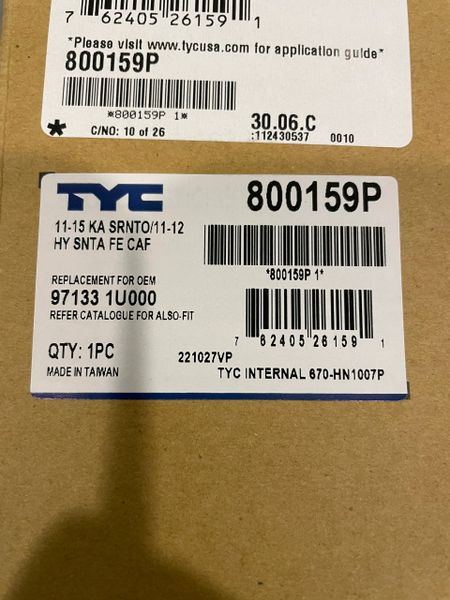 7 62405 26159 1
*Please visit www.tycusa.com for application guide*
800159P
*800159P 1*
30.06.C
* C/NO: 10 of 26
:112430537 0010
TYC 800159P
11-15 KA SRNTO/11-12
HY SNTA FE CAF
*800159P 1*
REPLACEMENT FOR OEM
97133 1U000
REFER CATALOGUE FOR ALSO-FIT
7 62405 26159 1
QTY: 1PC
221027VP
MADE IN TAIWAN
TYC INTERNAL 670-HN1007P